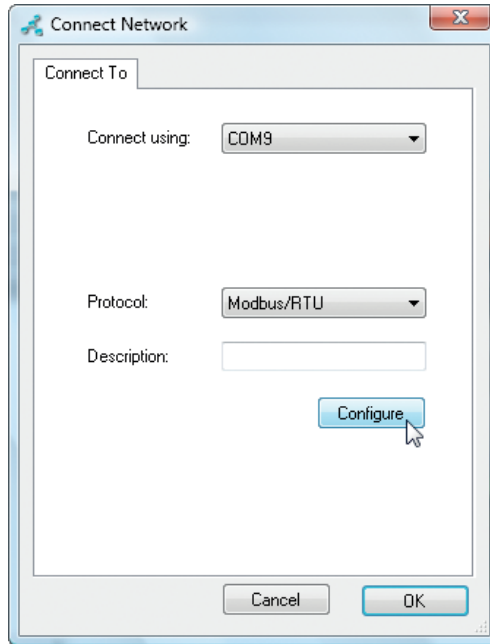 Connect Network
Connect To
Connect using: COM9
Protocol: Modbus/RTU
Description:
Configure
Cancel OK